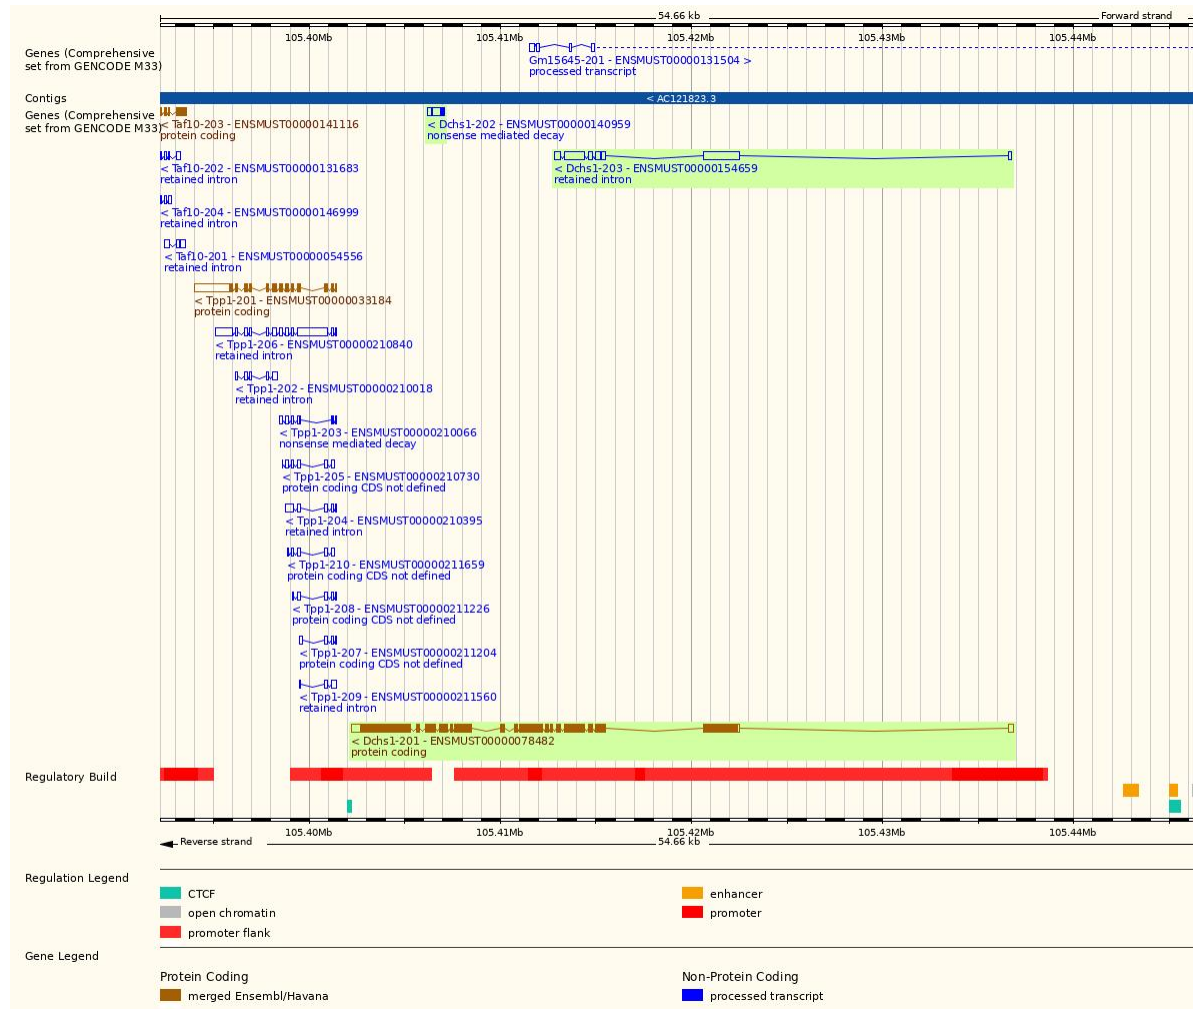 54.66 kb
Forward strand
105.40Mb 105.41Mb 105.42Mb 105.43Mb 105.44Mb
Genes (Comprehensive
set from GENCODE M33)
Gm15645-201 - ENSMUST00000131504 >
processed transcript
Contigs
< AC121823.3
Genes (Comprehensive
set from GENCODE M33)
< Taf10-203 - ENSMUST00000141116
protein coding
< Dchs1-202 - ENSMUST00000140959
nonsense mediated decay
< Taf10-202 - ENSMUST00000131683
retained intron
< Dchs1-203 - ENSMUST00000154659
retained intron
< Taf10-204 - ENSMUST00000146999
retained intron
< Taf10-201 - ENSMUST00000054556
retained intron
< Tpp1-201 - ENSMUST00000033184
protein coding
< Tpp1-206 - ENSMUST00000210840
retained intron
< Tpp1-202 - ENSMUST00000210018
retained intron
< Tpp1-203 - ENSMUST00000210066
nonsense mediated decay
< Tpp1-205 - ENSMUST00000210730
protein coding CDS not defined
< Tpp1-204 - ENSMUST00000210395
retained intron
< Tpp1-210 - ENSMUST00000211659
protein coding CDS not defined
< Tpp1-208 - ENSMUST00000211226
protein coding CDS not defined
< Tpp1-207 - ENSMUST00000211204
protein coding CDS not defined
< Tpp1-209 - ENSMUST00000211560
retained intron
< Dchs1-201 - ENSMUST00000078482
protein coding
Regulatory Build
105.40Mb 105.41Mb 105.42Mb 105.43Mb 105.44Mb
Reverse strand
54.66 kb
Regulation Legend
CTCF
enhancer
open chromatin
promoter
promoter flank
Gene Legend
Protein Coding
Non-Protein Coding
merged Ensembl/Havana
processed transcript